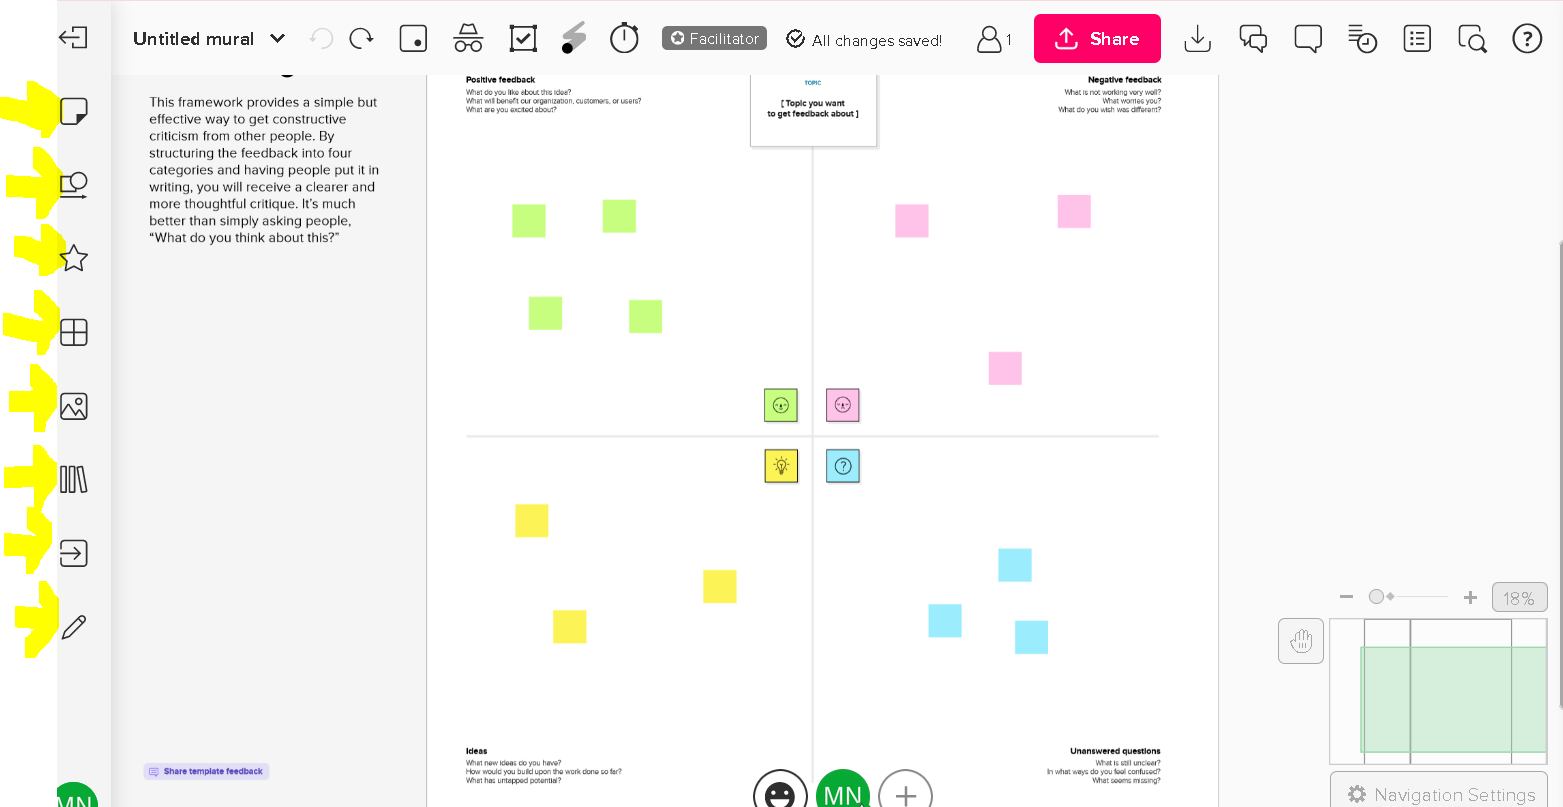 Untitled mural
Facilitator
All changes saved!
1
Share
This framework provides a simple but
effective way to get constructive
criticism from other people. By
structuring the feedback into four
categories and having people put it in
writing, you will receive a clearer and
more thoughtful critique. It's much
better than simply asking people,
“What do you think about this?”
Positive feedback
What do you like about this idea?
What will benefit our organization, customers, or users?
What are you excited about?
TOPIC
[ Topic you want
to get feedback about ]
Negative feedback
What is not working very well?
What worries you?
What do you wish was different?
?
Ideas
What new ideas do you have?
How would you build upon the work done so far?
What has untapped potential?
Unanswered questions
What is still unclear?
In what ways do you feel confused?
What seems missing?
18%
Share template feedback
MN
MN
Navigation Settings